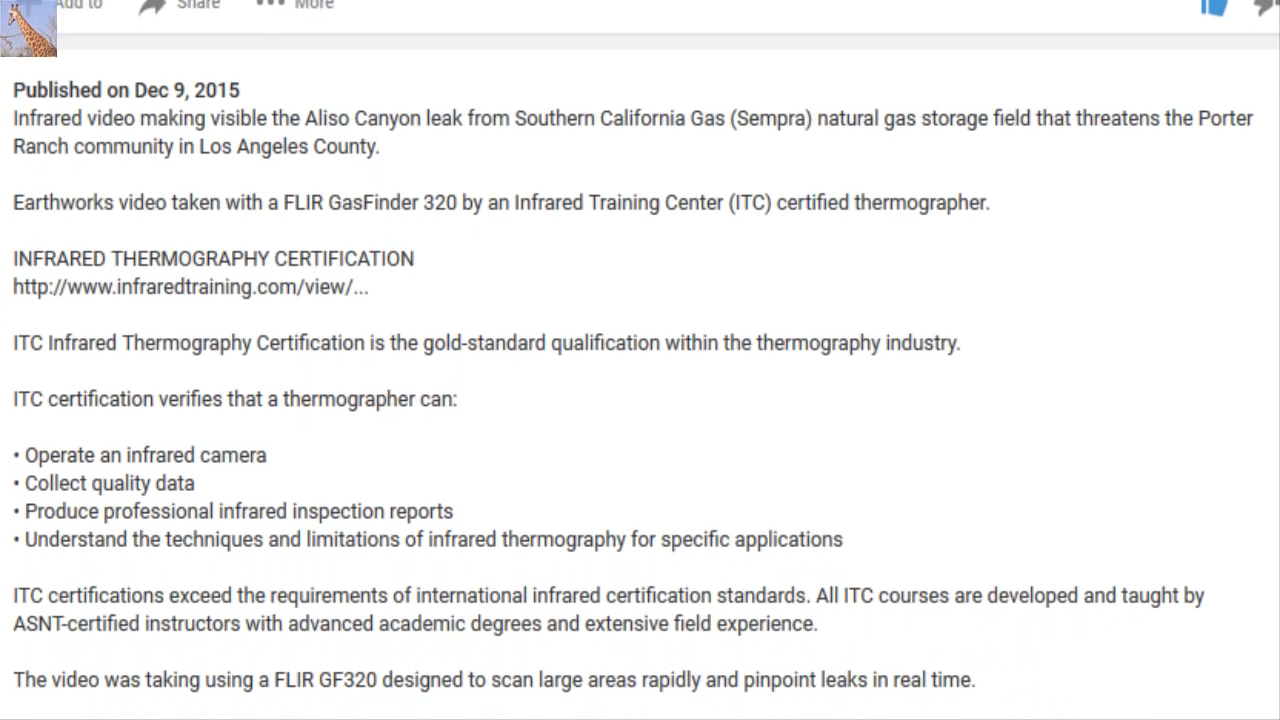 Add to Share More
Published on Dec 9, 2015
Infrared video making visible the Aliso Canyon leak from Southern California Gas (Sempra) natural gas storage field that threatens the Porter
Ranch community in Los Angeles County.
Earthworks video taken with a FLIR GasFinder 320 by an Infrared Training Center (ITC) certified thermographer.
INFRARED THERMOGRAPHY CERTIFICATION
http://www.infraredtraining.com/view/...
ITC Infrared Thermography Certification is the gold-standard qualification within the thermography industry.
ITC certification verifies that a thermographer can:
• Operate an infrared camera
• Collect quality data
• Produce professional infrared inspection reports
• Understand the techniques and limitations of infrared thermography for specific applications
ITC certifications exceed the requirements of international infrared certification standards. All ITC courses are developed and taught by
ASNT-certified instructors with advanced academic degrees and extensive field experience.
The video was taking using a FLIR GF320 designed to scan large areas rapidly and pinpoint leaks in real time.